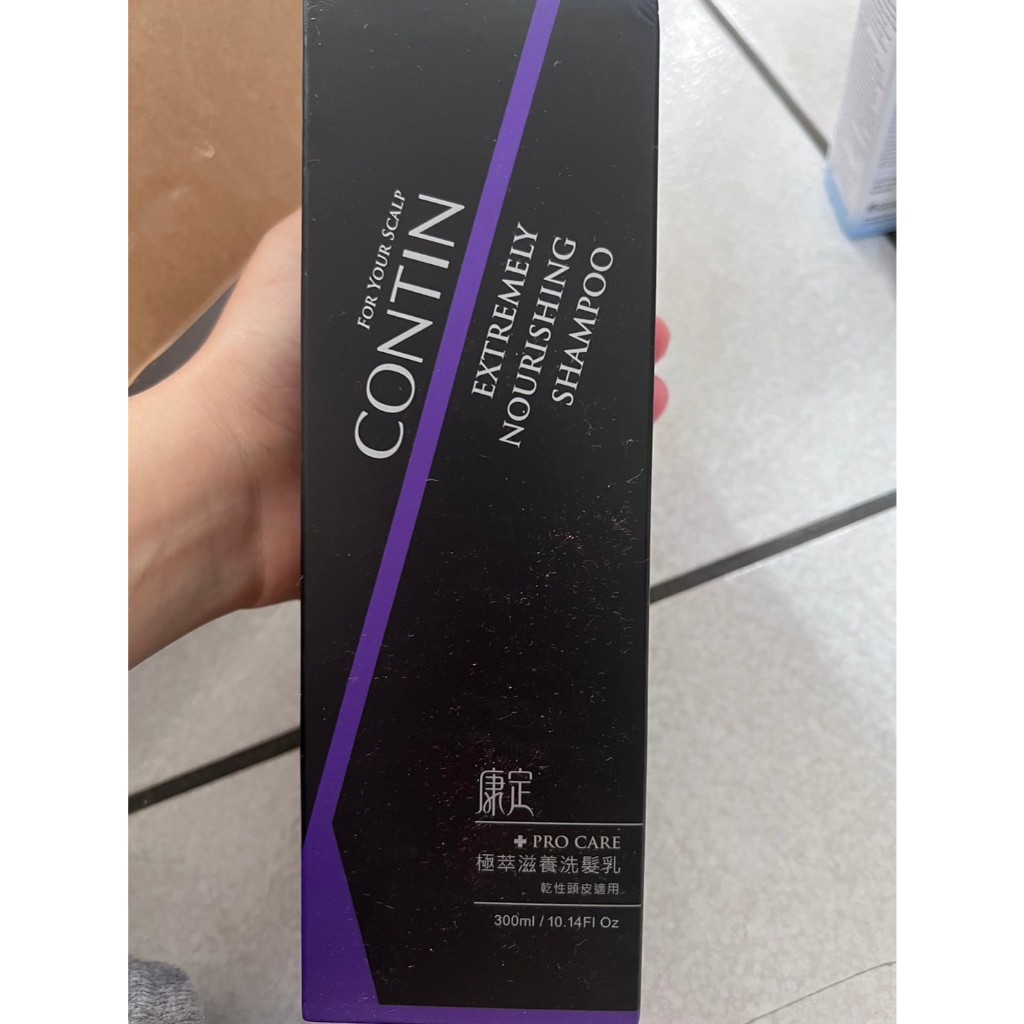 FOR YOUR SCALP
CONTIN
EXTREMELY
NOURISHING
SHAMPOO
康定
PRO CARE
極萃滋養洗髮乳
乾性頭皮適用
300ml / 10.14Fl Oz